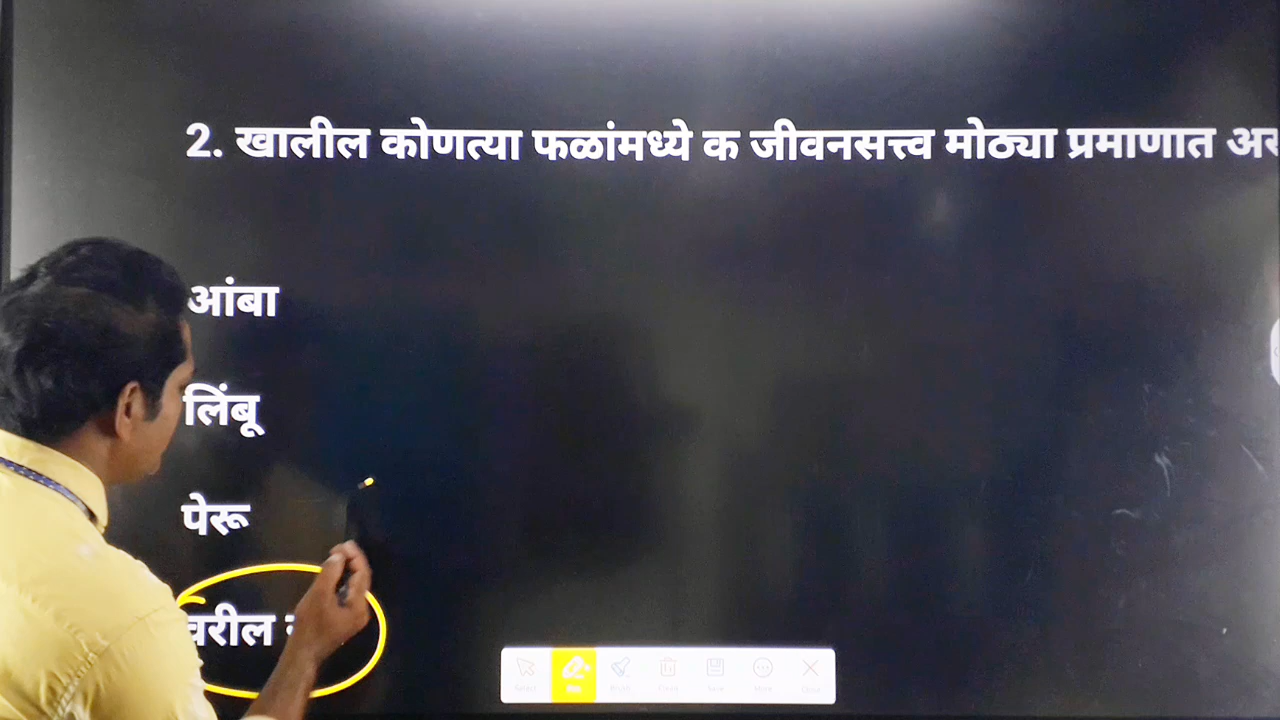 2. खालील कोणत्या फळांमध्ये क जीवनसत्त्व मोठ्या प्रमाणात
आंबा
लिंबू
पेरू
वरील